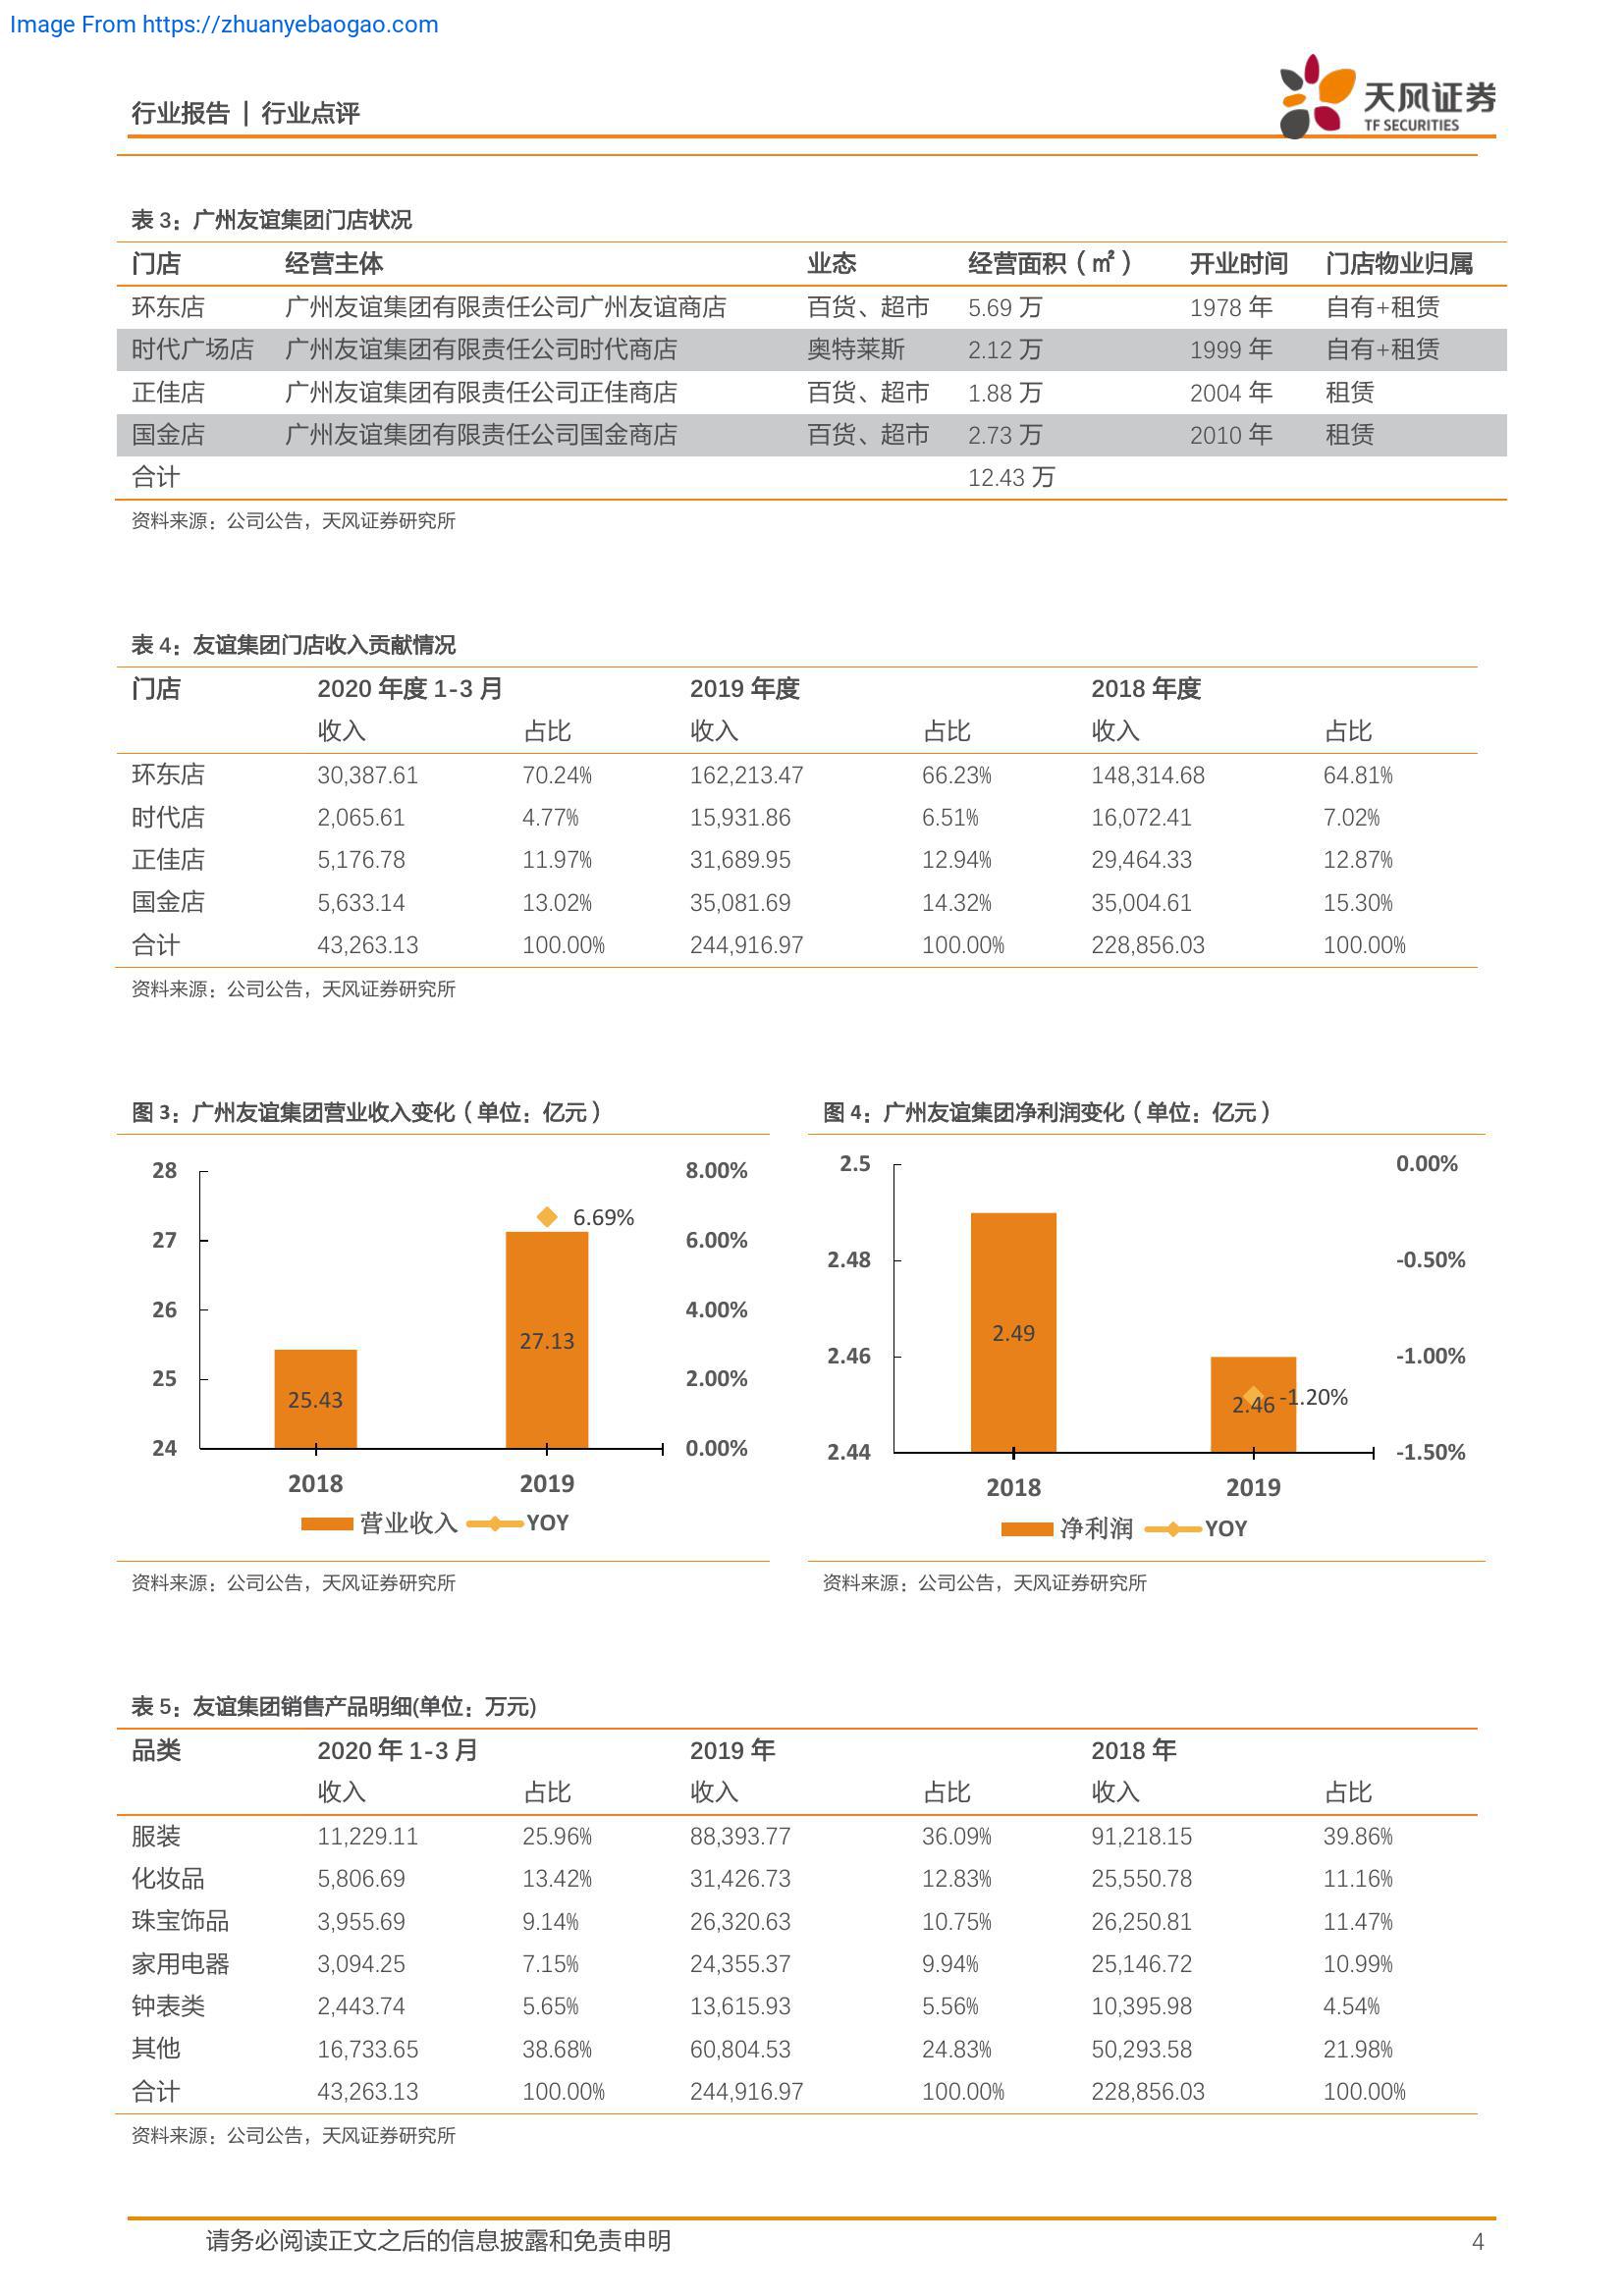 Image From https://zhuanyebaogao.com
行业报告 | 行业点评
天风证券
TF SECURITIES
表 3：广州友谊集团门店状况
门店 经营主体 业态 经营面积（㎡） 开业时间 门店物业归属
环东店 广州友谊集团有限责任公司广州友谊商店 百货、超市 5.69 万 1978 年 自有+租赁
时代广场店 广州友谊集团有限责任公司时代商店 奥特莱斯 2.12 万 1999 年 自有+租赁
正佳店 广州友谊集团有限责任公司正佳商店 百货、超市 1.88 万 2004 年 租赁
国金店 广州友谊集团有限责任公司国金商店 百货、超市 2.73 万 2010 年 租赁
合计 12.43 万
资料来源：公司公告，天风证券研究所
表 4：友谊集团门店收入贡献情况
门店 2020 年度 1-3 月 2019 年度 2018 年度
收入 占比 收入 占比 收入 占比
环东店 30,387.61 70.24% 162,213.47 66.23% 148,314.68 64.81%
时代店 2,065.61 4.77% 15,931.86 6.51% 16,072.41 7.02%
正佳店 5,176.78 11.97% 31,689.95 12.94% 29,464.33 12.87%
国金店 5,633.14 13.02% 35,081.69 14.32% 35,004.61 15.30%
合计 43,263.13 100.00% 244,916.97 100.00% 228,856.03 100.00%
资料来源：公司公告，天风证券研究所
图 3：广州友谊集团营业收入变化（单位：亿元）
28 8.00%
6.69%
27 6.00%
26 4.00%
27.13
25 2.00%
25.43
24 0.00%
2018 2019
营业收入 YOY
资料来源：公司公告，天风证券研究所
图 4：广州友谊集团净利润变化（单位：亿元）
2.5 0.00%
2.48 -0.50%
2.49
2.46 -1.00%
2.46 -1.20%
2.44 -1.50%
2018 2019
净利润 YOY
资料来源：公司公告，天风证券研究所
表 5：友谊集团销售产品明细(单位：万元)
品类 2020 年 1-3 月 2019 年 2018 年
收入 占比 收入 占比 收入 占比
服装 11,229.11 25.96% 88,393.77 36.09% 91,218.15 39.86%
化妆品 5,806.69 13.42% 31,426.73 12.83% 25,550.78 11.16%
珠宝饰品 3,955.69 9.14% 26,320.63 10.75% 26,250.81 11.47%
家用电器 3,094.25 7.15% 24,355.37 9.94% 25,146.72 10.99%
钟表类 2,443.74 5.65% 13,615.93 5.56% 10,395.98 4.54%
其他 16,733.65 38.68% 60,804.53 24.83% 50,293.58 21.98%
合计 43,263.13 100.00% 244,916.97 100.00% 228,856.03 100.00%
资料来源：公司公告，天风证券研究所
请务必阅读正文之后的信息披露和免责申明 4